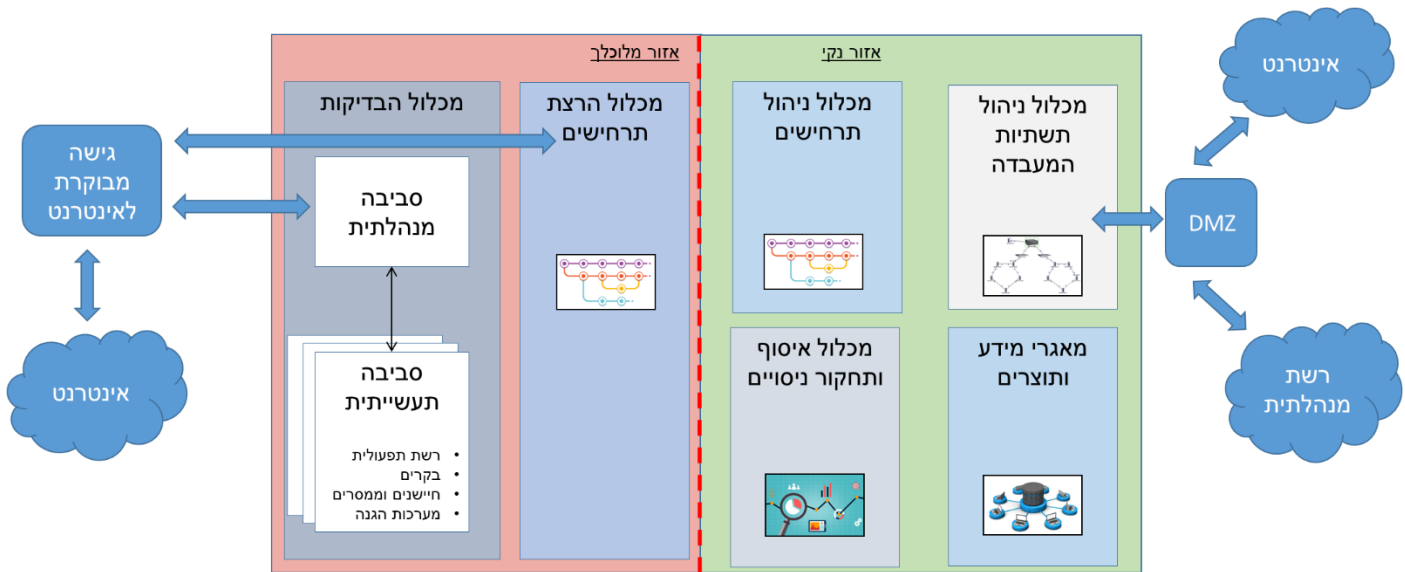 אזור נקי
אזור מלוכלך
אינטרנט
DMZ
רשת
מנהלתית
מכלול ניהול
תשתיות
המעבדה
מכלול ניהול
תרחישים
מאגרי מידע
ותוצרים
מכלול איסוף
ותחקור ניסויים
מכלול הרצת
תרחישים
מכלול הבדיקות
סביבה
מנהלתית
סביבה
תעשייתית
• רשת תפעולית
• בקרים
• חיישנים וממסרים
• מערכות הגנה
גישה
מבוקרת
לאינטרנט
אינטרנט